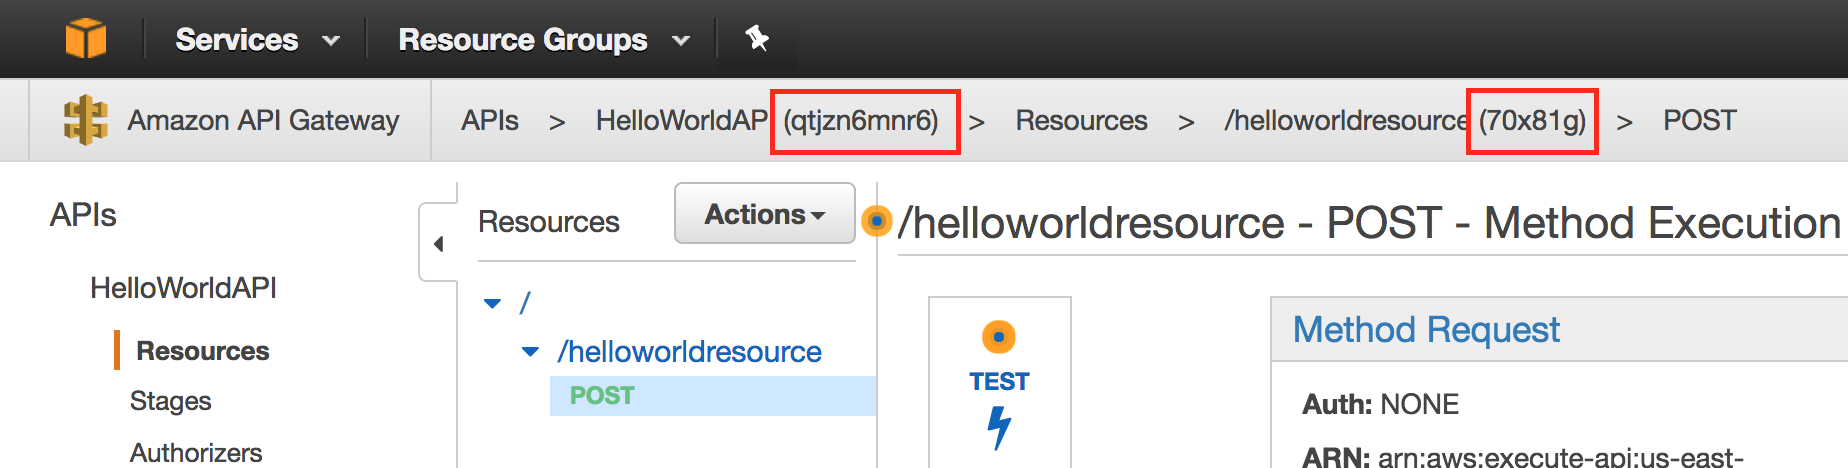 Services Resource Groups
Amazon API Gateway APIs > HelloWorldAP (qtjzn6mnr6) > Resources > /helloworldresource (70x81g) > POST
APIs
HelloWorldAPI
Resources
Stages
Authorizers
Resources Actions
/
/helloworldresource
POST
/helloworldresource - POST - Method Execution
TEST
Method Request
Auth: NONE
ARN: arn:aws:execute-api:us-east-